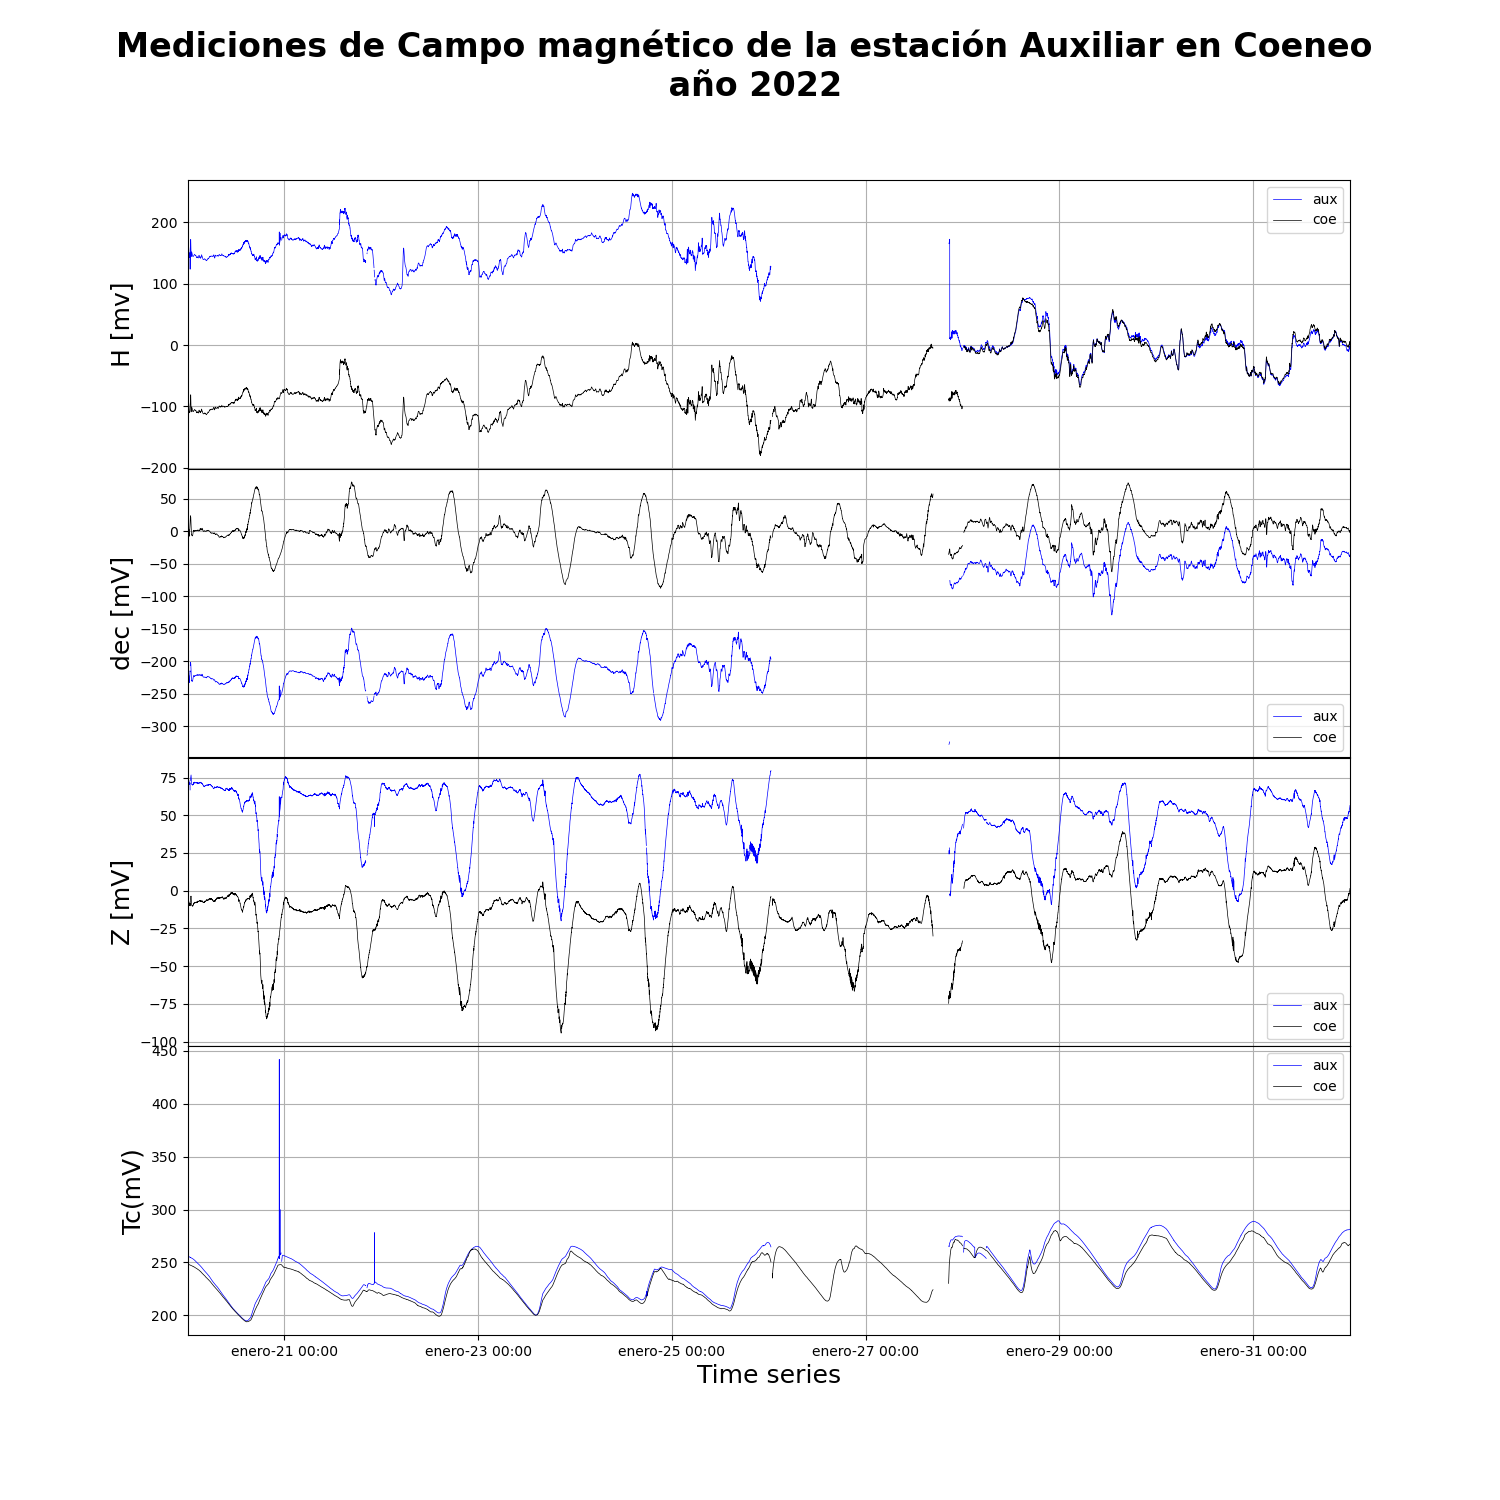 Mediciones de Campo magnético de la estación Auxiliar en Coeneo
año 2022
H [mv]
200
100
0
−100
−200
aux
coe
dec [mV]
50
0
−50
−100
−150
−200
−250
−300
aux
coe
Z [mV]
75
50
25
0
−25
−50
−75
−100
aux
coe
Tc(mV)
450
400
350
300
250
200
aux
coe
enero-21 00:00
enero-23 00:00
enero-25 00:00
enero-27 00:00
enero-29 00:00
enero-31 00:00
Time series